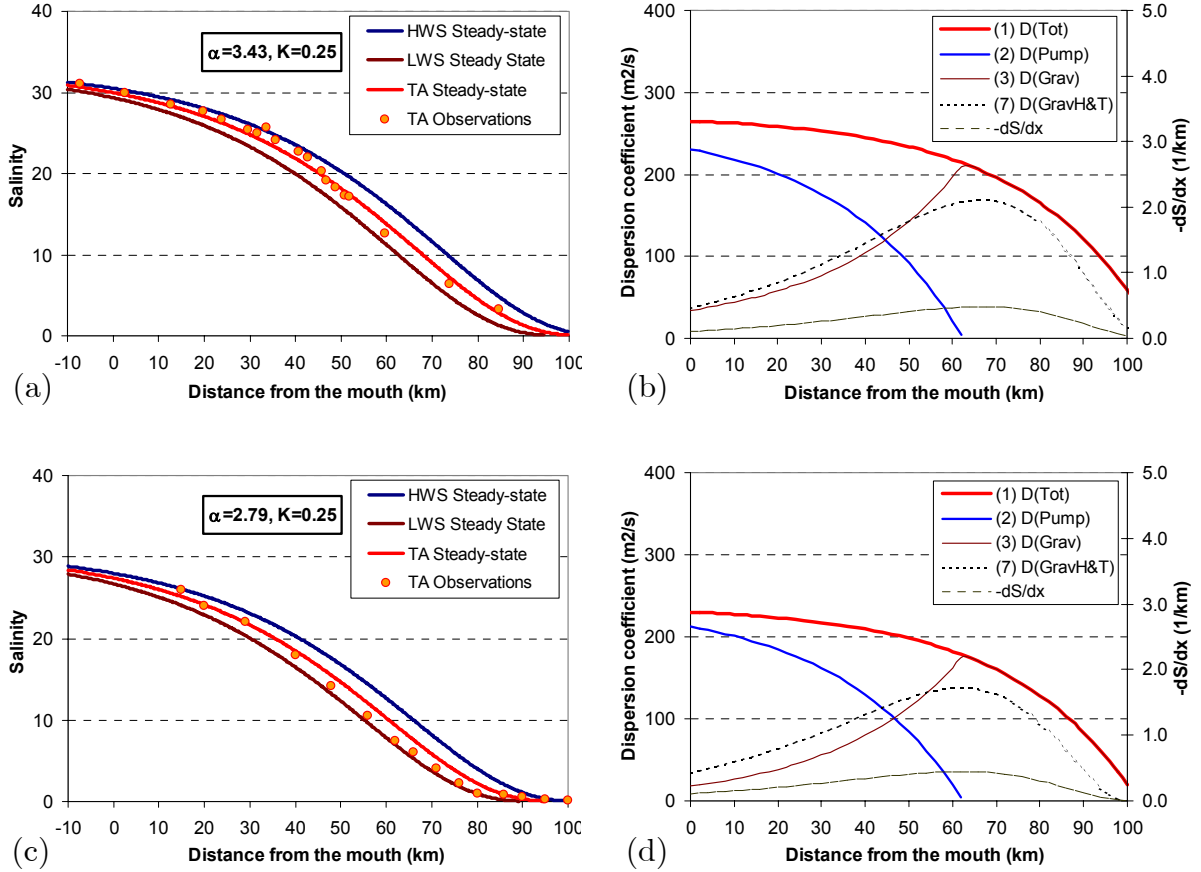 40
30
20
10
0
Salinity
α=3.43, K=0.25
HWS Steady-state
LWS Steady State
TA Steady-state
TA Observations
-10 0 10 20 30 40 50 60 70 80 90 100
Distance from the mouth (km)
(a)
400
300
200
100
0
Dispersion coefficient (m2/s)
(1) D(Tot)
(2) D(Pump)
(3) D(Grav)
(7) D(GravH&T)
-dS/dx
5.0
4.0
3.0
2.0
1.0
0.0
-dS/dx (1/km)
0 10 20 30 40 50 60 70 80 90 100
Distance from the mouth (km)
(b)
40
30
20
10
0
Salinity
α=2.79, K=0.25
HWS Steady-state
LWS Steady State
TA Steady-state
TA Observations
-10 0 10 20 30 40 50 60 70 80 90 100
Distance from the mouth (km)
(c)
400
300
200
100
0
Dispersion coefficient (m2/s)
(1) D(Tot)
(2) D(Pump)
(3) D(Grav)
(7) D(GravH&T)
-dS/dx
5.0
4.0
3.0
2.0
1.0
0.0
-dS/dx (1/km)
0 10 20 30 40 50 60 70 80 90 100
Distance from the mouth (km)
(d)